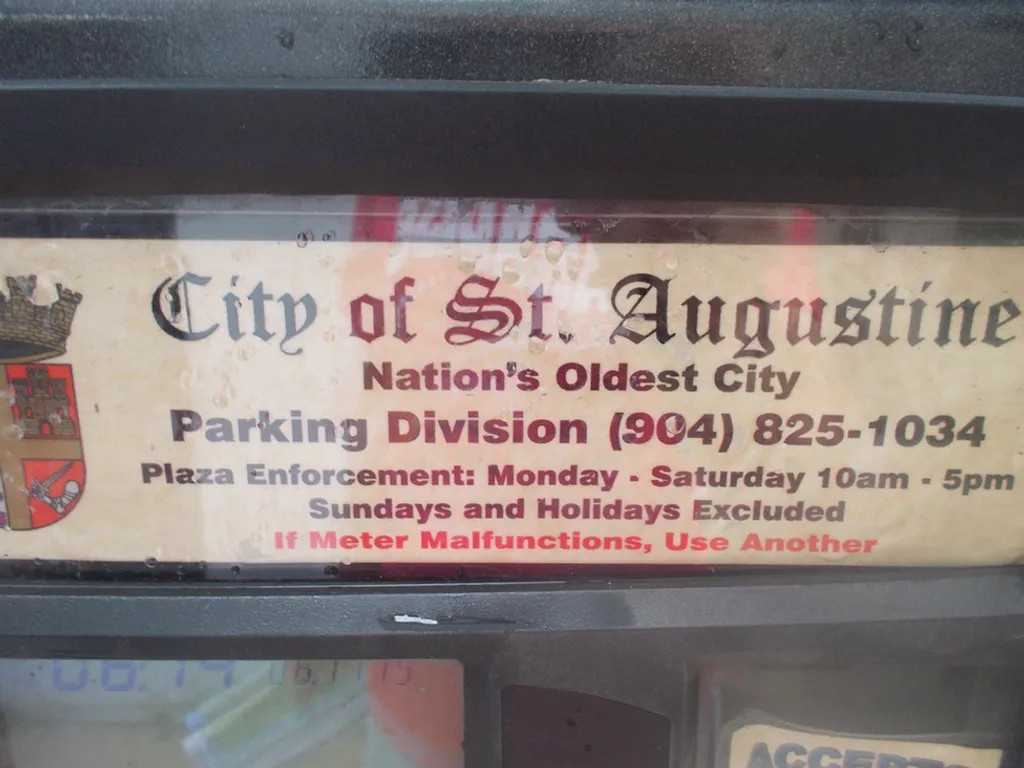 City of St. Augustine
Nation's Oldest City
Parking Division (904) 825-1034
Plaza Enforcement: Monday - Saturday 10am - 5pm
Sundays and Holidays Excluded
If Meter Malfunctions, Use Another